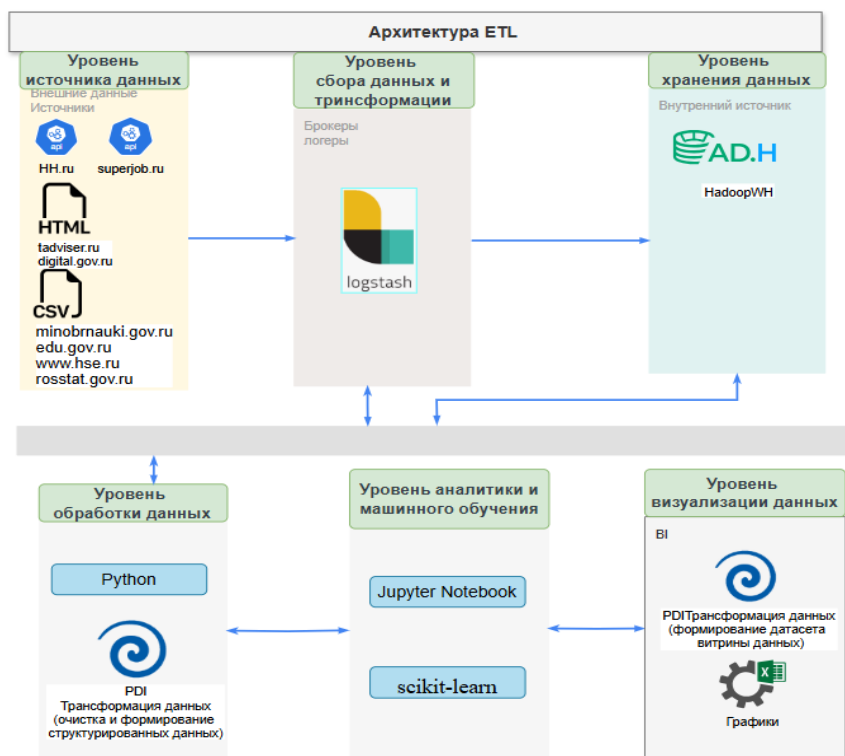 Архитектура ETL
Уровень
источника данных
Внешние данные
Источники
api
api
HH.ru
superjob.ru
HTML
tadviser.ru
digital.gov.ru
CSV
minobrnauki.gov.ru
edu.gov.ru
www.hse.ru
rosstat.gov.ru
Уровень
сбора данных и
тринсформации
Брокеры
логеры
logstash
Уровень
хранения данных
Внутренний источник
AD.H
HadoopWH
Уровень
обработки данных
Python
PDI
Трансформация данных
(очистка и формирование
структурированных данных)
Уровень аналитики и
машинного обучения
Jupyter Notebook
scikit-learn
Уровень
визуализации данных
BI
PDIТрансформация данных
(формирование датасета
витрины данных)
X
Графики